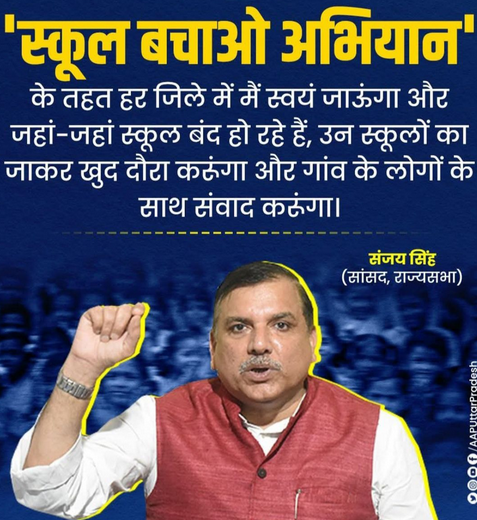 'स्कूल बचाओ अभियान'
के तहत हर जिले में मैं स्वयं जाऊंगा और
जहां-जहां स्कूल बंद हो रहे हैं, उन स्कूलों का
जाकर खुद दौरा करूंगा और गांव के लोगों के
साथ संवाद करूंगा।
संजय सिंह
(सांसद, राज्यसभा)
/AAPUttarPradesh